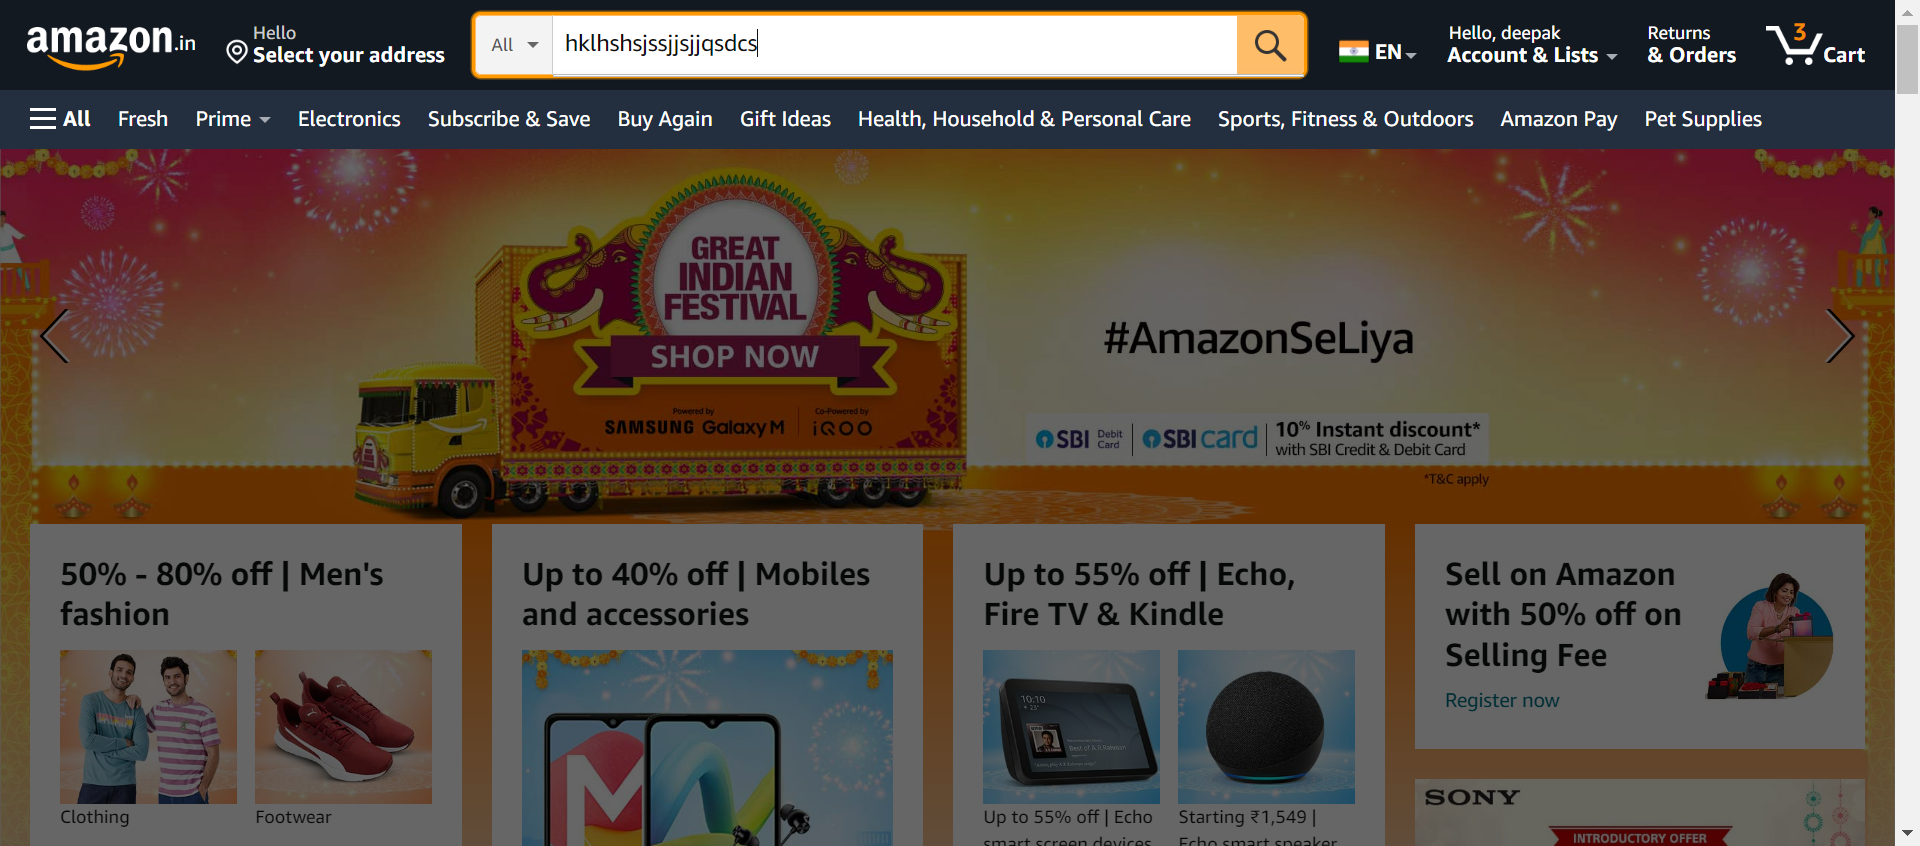 amazon.in
Hello
Select your address
All
hklhshsjssjjsjjqsdcs
EN
Hello, deepak
Account & Lists
Returns
& Orders
3
Cart
All
Fresh
Prime
Electronics
Subscribe & Save
Buy Again
Gift Ideas
Health, Household & Personal Care
Sports, Fitness & Outdoors
Amazon Pay
Pet Supplies
GREAT
INDIAN
FESTIVAL
SHOP NOW
Powered by
SAMSUNG Galaxy M
Co-Powered by
iQOO
#AmazonSeLiya
SBI Debit Card
SBI card
10% Instant discount*
with SBI Credit & Debit Card
*T&C apply
50% - 80% off | Men's
fashion
Clothing
Footwear
Up to 40% off | Mobiles
and accessories
Up to 55% off | Echo,
Fire TV & Kindle
10:10
Up to 55% off | Echo
smart screen devices
Starting ₹1,549 |
Echo smart speaker
Sell on Amazon
with 50% off on
Selling Fee
Register now
SONY
INTRODUCTORY OFFER